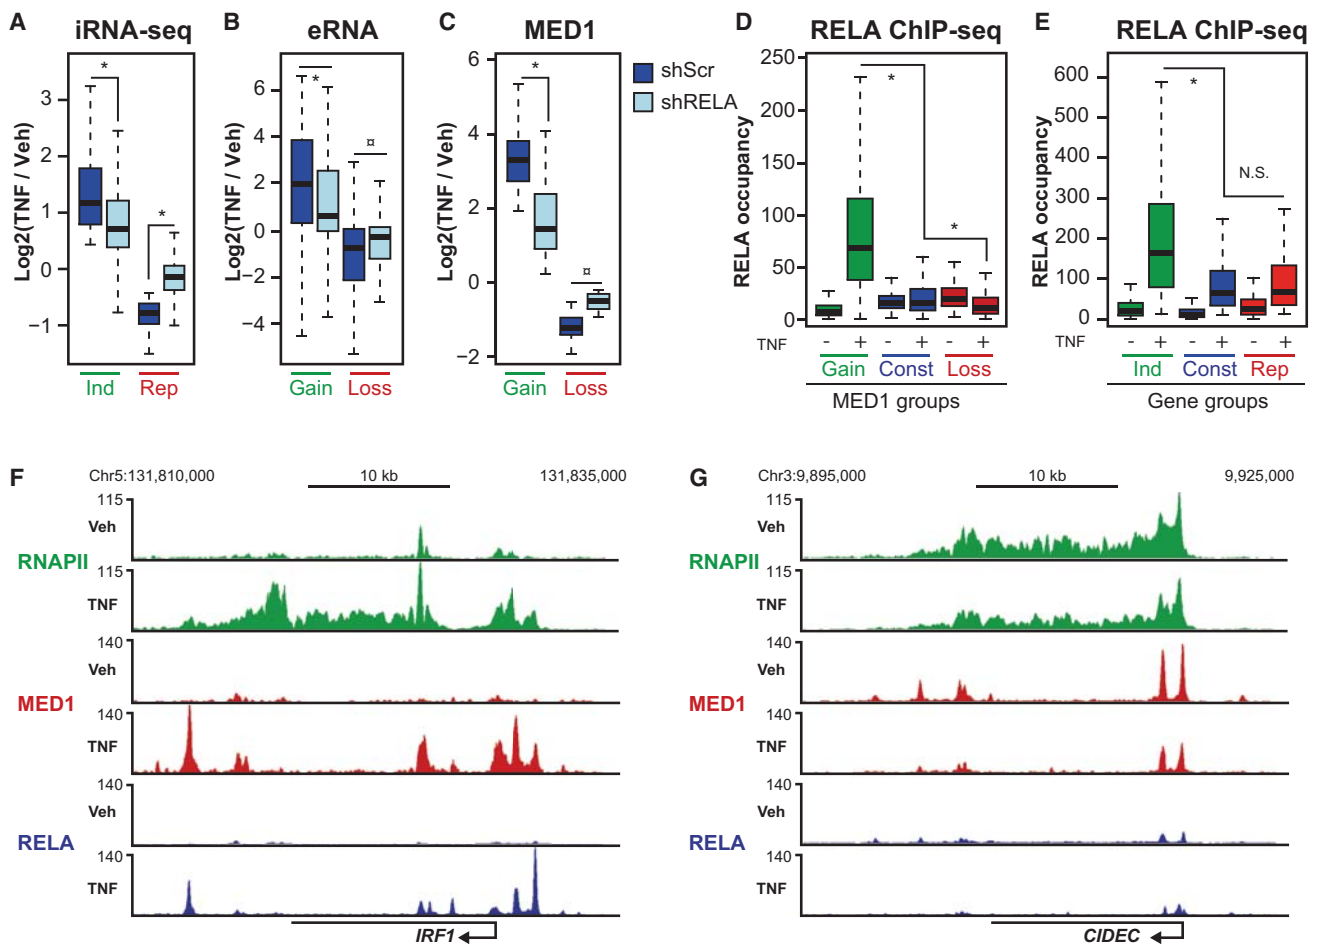 A iRNA-seq
Log2(TNF / Veh)
3
2
1
0
−1
*
*
Ind Rep
B eRNA
Log2(TNF / Veh)
6
4
2
0
−2
−4
*
¤
Gain Loss
C MED1
Log2(TNF / Veh)
6
4
2
0
−2
*
¤
Gain Loss
shScr
shRELA
D RELA ChIP-seq
RELA occupancy
250
200
150
100
50
0
*
*
TNF - + - + - +
Gain Const Loss
MED1 groups
E RELA ChIP-seq
RELA occupancy
600
500
400
300
200
100
0
*
N.S.
TNF - + - + - +
Ind Const Rep
Gene groups
F
Chr5:131,810,000 10 kb 131,835,000
115
Veh
RNAPII
115
TNF
140
Veh
MED1
140
TNF
140
Veh
RELA
140
TNF
IRF1
G
Chr3:9,895,000 10 kb 9,925,000
115
Veh
RNAPII
115
TNF
140
Veh
MED1
140
TNF
140
Veh
RELA
140
TNF
CIDEC